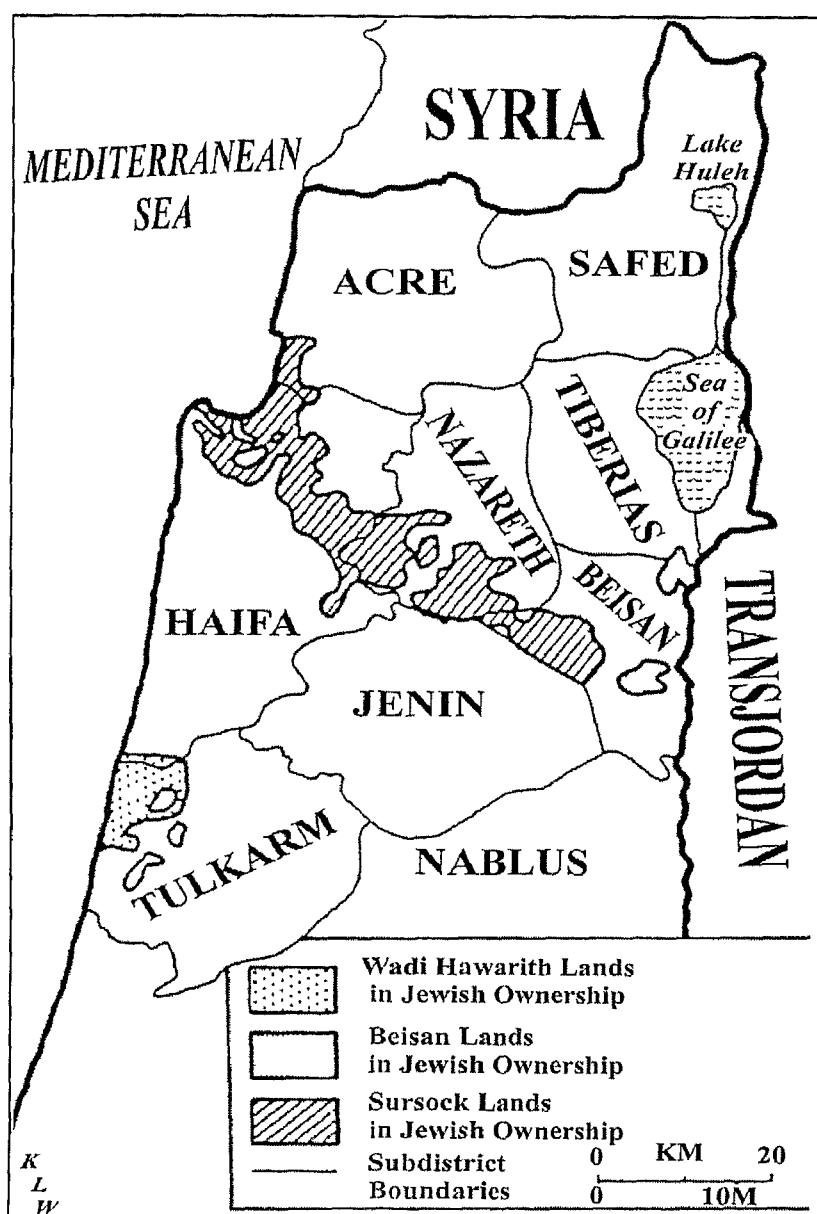 SYRIA
MEDITERRANEAN
SEA
Lake
Huleh
ACRE
SAFED
Sea
of
Galilee
TIBERIAS
NAZARETH
BEISAN
HAIFA
TRANSJORDAN
JENIN
TULKARM
NABLUS
Wadi Hawarith Lands
in Jewish Ownership
Beisan Lands
in Jewish Ownership
Sursock Lands
in Jewish Ownership
Subdistrict
Boundaries
0 KM 20
0 10M
K
L
W